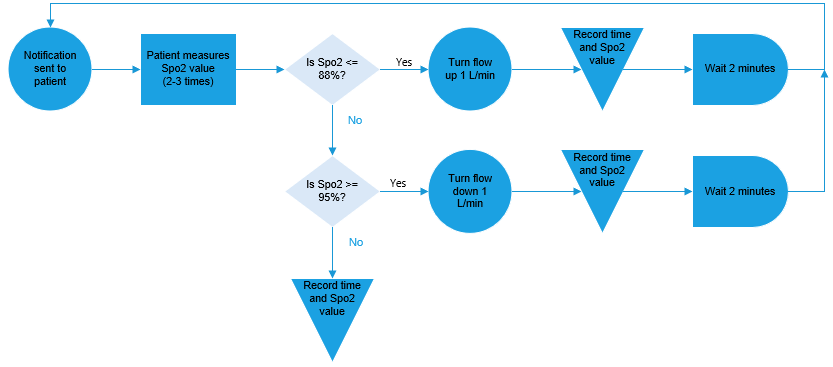 Notification
sent to
patient
Patient measures
Spo2 value
(2-3 times)
Is Spo2 <=
88%?
Yes
Turn flow
up 1 L/min
Record time
and Spo2
value
Wait 2 minutes
No
Is Spo2 >=
95%?
Yes
Turn flow
down 1
L/min
Record time
and Spo2
value
Wait 2 minutes
No
Record time
and Spo2
value